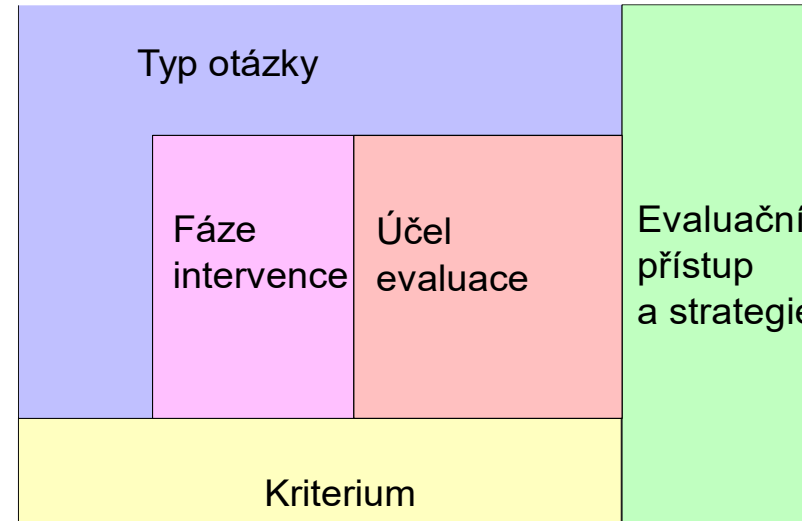 Typ otázky
Fáze
intervence
Účel
evaluace
Evaluační
přístup
a strategie
Kriterium